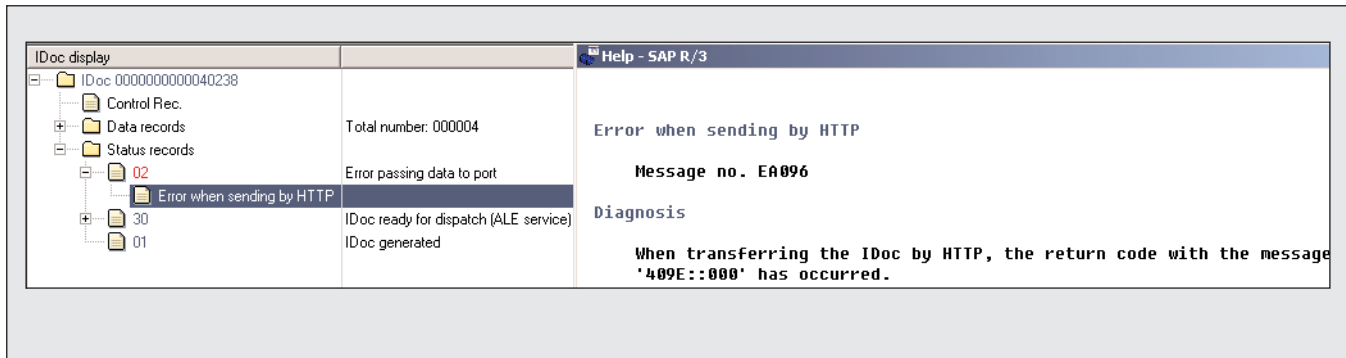 IDoc display
IDoc 0000000000040238
Control Rec.
Data records Total number: 000004
Status records
02 Error passing data to port
Error when sending by HTTP
30 IDoc ready for dispatch (ALE service)
01 IDoc generated
Help - SAP R/3
Error when sending by HTTP
Message no. EA096
Diagnosis
When transferring the IDoc by HTTP, the return code with the message
'409E::000' has occurred.